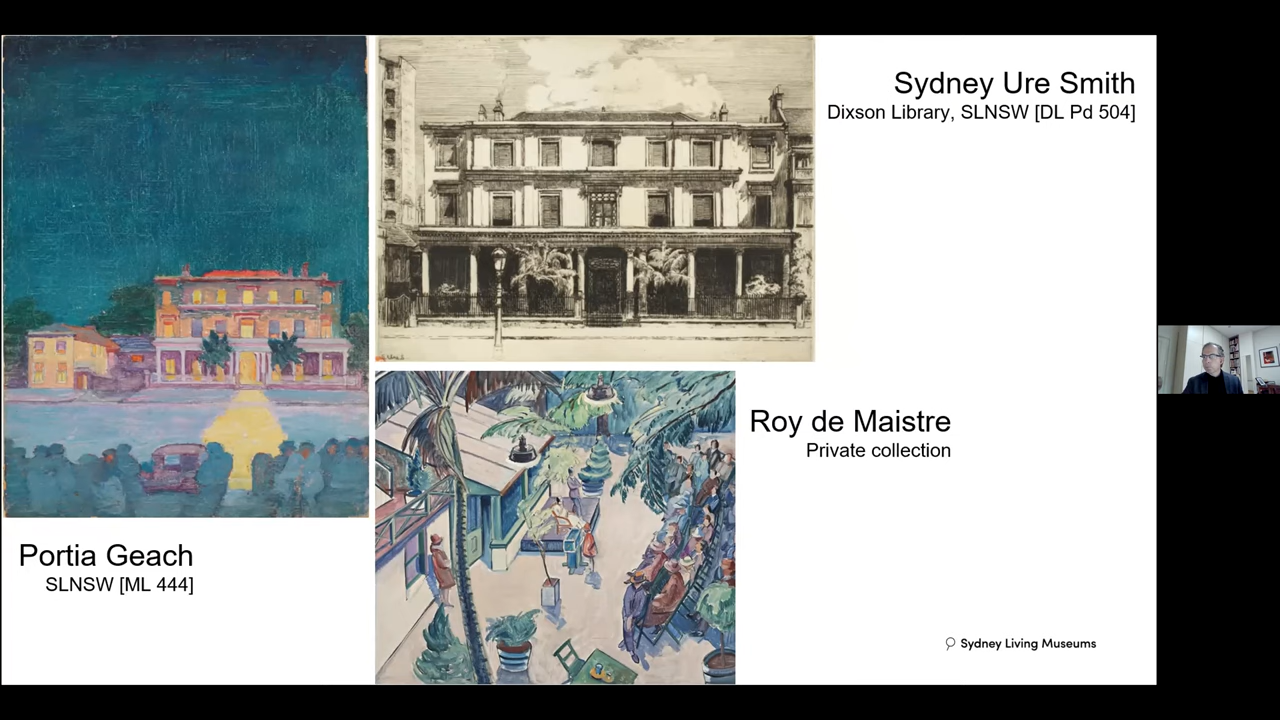 Sydney Ure Smith
Dixson Library, SLNSW [DL Pd 504]
Roy de Maistre
Private collection
Portia Geach
SLNSW [ML 444]
Sydney Living Museums